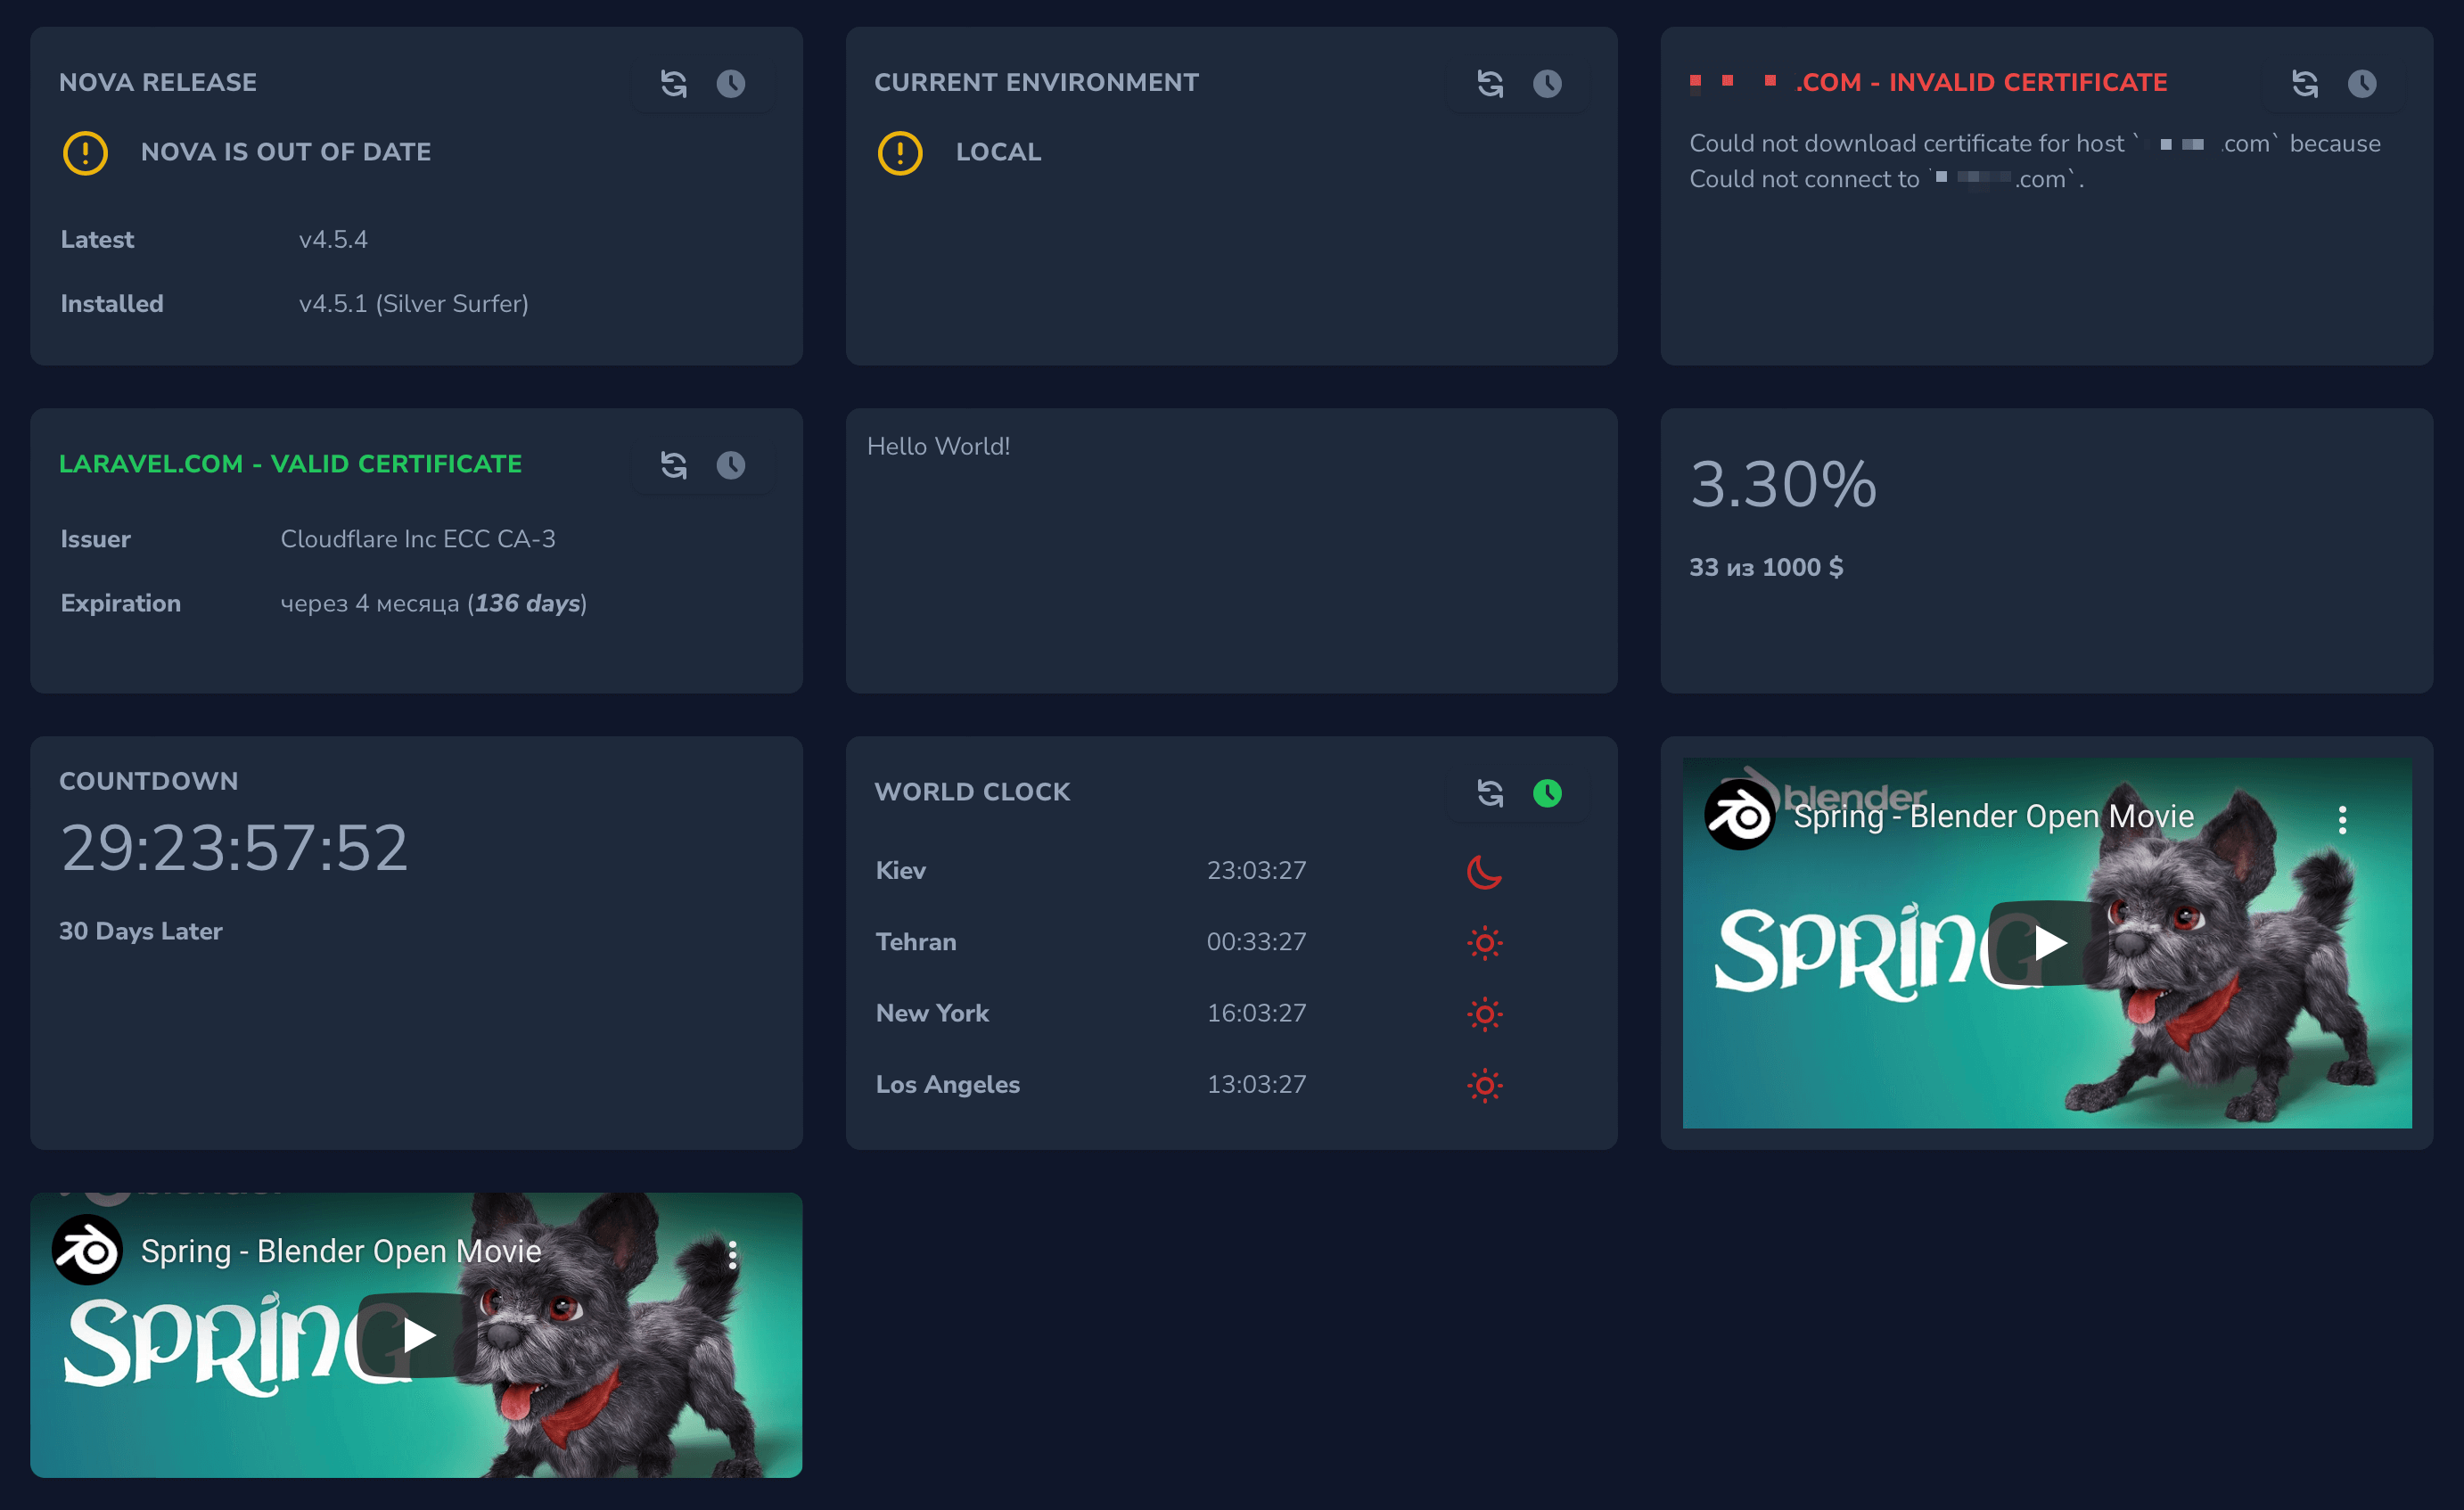 NOVA RELEASE
NOVA IS OUT OF DATE
Latest v4.5.4
Installed v4.5.1 (Silver Surfer)
CURRENT ENVIRONMENT
LOCAL
.COM - INVALID CERTIFICATE
Could not download certificate for host ` .com` because
Could not connect to ` .com`.
LARAVEL.COM - VALID CERTIFICATE
Issuer Cloudflare Inc ECC CA-3
Expiration через 4 месяца (136 days)
Hello World!
3.30%
33 из 1000 $
COUNTDOWN
29:23:57:52
30 Days Later
WORLD CLOCK
Kiev 23:03:27
Tehran 00:33:27
New York 16:03:27
Los Angeles 13:03:27
blender
Spring - Blender Open Movie
SPRING
Spring - Blender Open Movie
SPRING